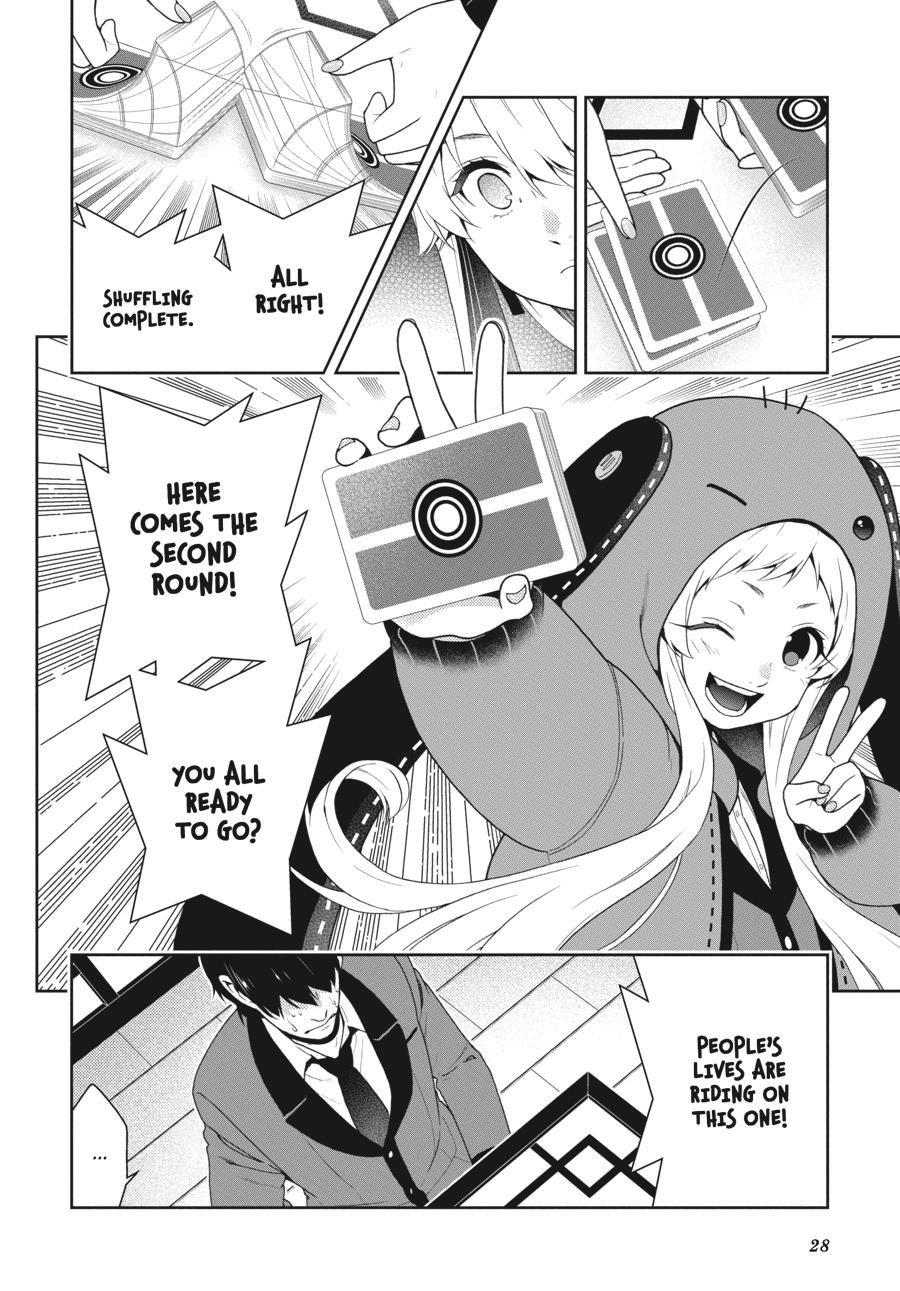 ALL
RIGHT!
SHUFFLING
COMPLETE.
HERE
COMES THE
SECOND
ROUND!
YOU ALL
READY
TO GO?
PEOPLE'S
LIVES ARE
RIDING ON
THIS ONE!
...
28